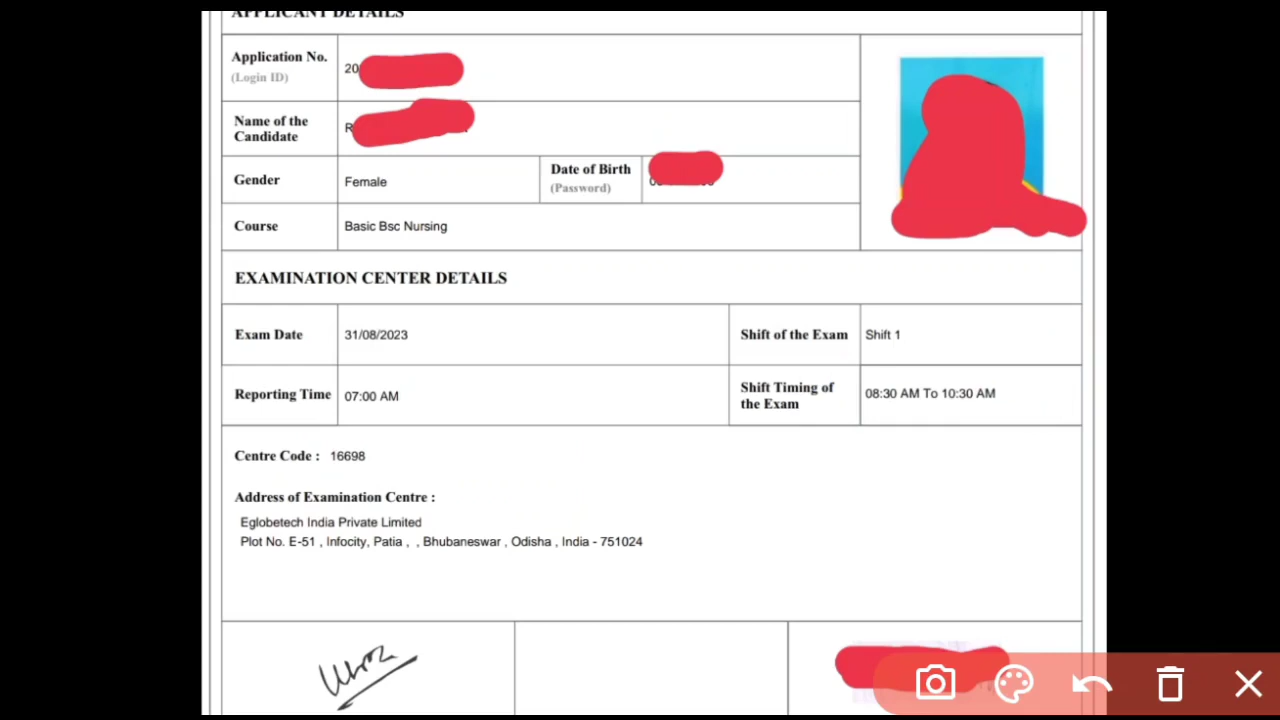 APPLICANT DETAILS
Application No.
(Login ID)
20
Name of the
Candidate
R
Gender
Female
Date of Birth
(Password)
Course
Basic Bsc Nursing
EXAMINATION CENTER DETAILS
Exam Date
31/08/2023
Shift of the Exam
Shift 1
Reporting Time
07:00 AM
Shift Timing of
the Exam
08:30 AM To 10:30 AM
Centre Code : 16698
Address of Examination Centre :
Eglobetech India Private Limited
Plot No. E-51 , Infocity, Patia , , Bhubaneswar , Odisha , India - 751024